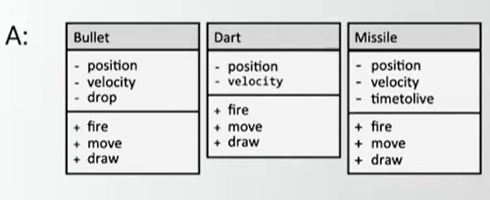 A:
Bullet
- position
- velocity
- drop
+ fire
+ move
+ draw
Dart
- position
- velocity
+ fire
+ move
+ draw
Missile
- position
- velocity
- timetolive
+ fire
+ move
+ draw